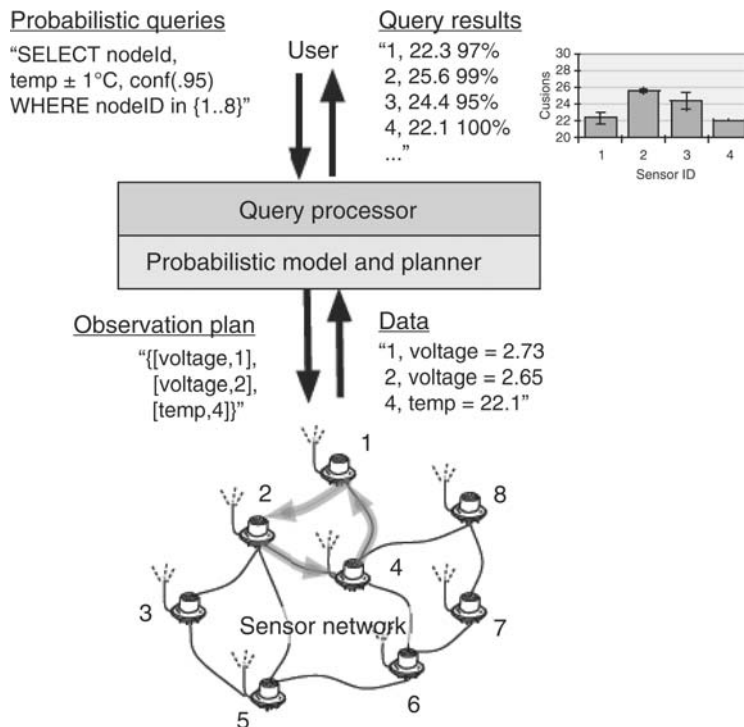 Probabilistic queries
“SELECT nodeId,
temp ± 1°C, conf(.95)
WHERE nodeID in {1..8}”
User
Query results
“1, 22.3 97%
2, 25.6 99%
3, 24.4 95%
4, 22.1 100%
...”
Cusions
30
28
26
24
22
20
1 2 3 4
Sensor ID
Query processor
Probabilistic model and planner
Observation plan
“{[voltage,1],
[voltage,2],
[temp,4]}”
Data
“1, voltage = 2.73
2, voltage = 2.65
4, temp = 22.1”
1
2
8
4
3
7
Sensor network
6
5